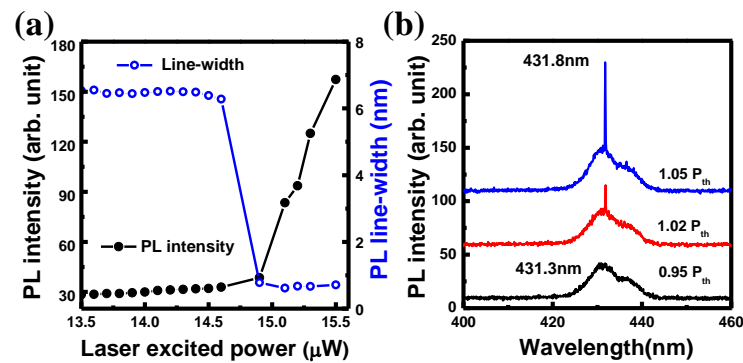 (a)
PL intensity (arb. unit)
180
150
120
90
60
30
8
6
4
2
0
PL line-width (nm)
Line-width
PL intensity
13.5 14.0 14.5 15.0 15.5
Laser excited power (μW)
(b)
PL intensity (arb. unit)
250
200
150
100
50
0
431.8nm
1.05 Pth
1.02 Pth
431.3nm
0.95 Pth
400 420 440 460
Wavelength(nm)